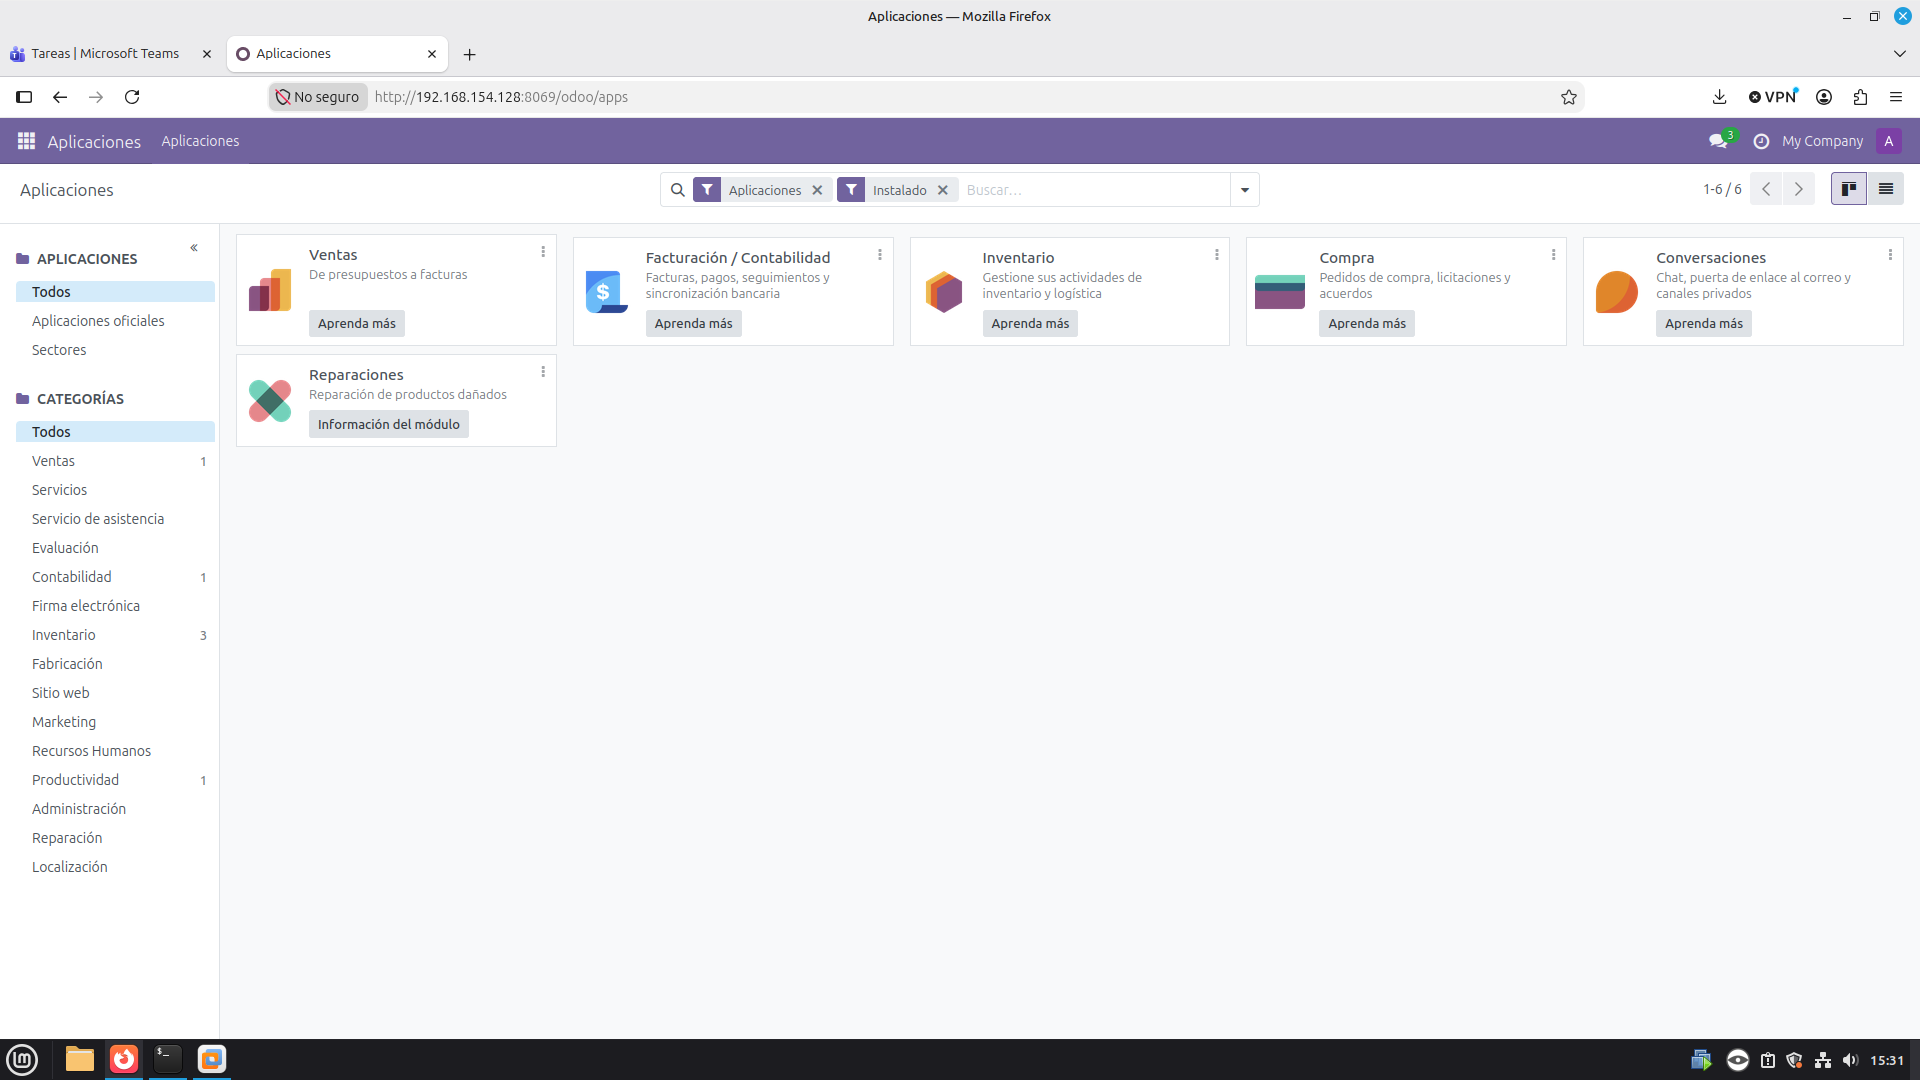 Aplicaciones — Mozilla Firefox
Tareas | Microsoft Teams
Aplicaciones
No seguro
http://192.168.154.128:8069/odoo/apps
VPN
Aplicaciones
Aplicaciones
3
My Company
A
Aplicaciones
Aplicaciones
Instalado
Buscar...
1-6 / 6
APLICACIONES
Todos
Aplicaciones oficiales
Sectores
CATEGORÍAS
Todos
Ventas 1
Servicios
Servicio de asistencia
Evaluación
Contabilidad 1
Firma electrónica
Inventario 3
Fabricación
Sitio web
Marketing
Recursos Humanos
Productividad 1
Administración
Reparación
Localización
Ventas
De presupuestos a facturas
Aprenda más
Facturación / Contabilidad
Facturas, pagos, seguimientos y
sincronización bancaria
Aprenda más
Inventario
Gestione sus actividades de
inventario y logística
Aprenda más
Compra
Pedidos de compra, licitaciones y
acuerdos
Aprenda más
Conversaciones
Chat, puerta de enlace al correo y
canales privados
Aprenda más
Reparaciones
Reparación de productos dañados
Información del módulo
15:31